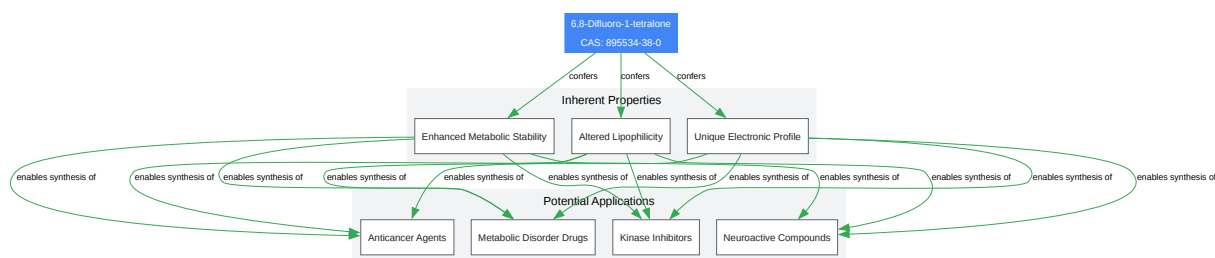 6,8-Difluoro-1-tetralone
CAS: 895534-38-0
confers
confers
confers
Inherent Properties
Enhanced Metabolic Stability
Altered Lipophilicity
Unique Electronic Profile
enables synthesis of
enables synthesis of
enables synthesis of
enables synthesis of
enables synthesis of
enables synthesis of
enables synthesis of
enables synthesis of
enables synthesis of
enables synthesis of
enables synthesis of
enables synthesis of
Potential Applications
Anticancer Agents
Metabolic Disorder Drugs
Kinase Inhibitors
Neuroactive Compounds